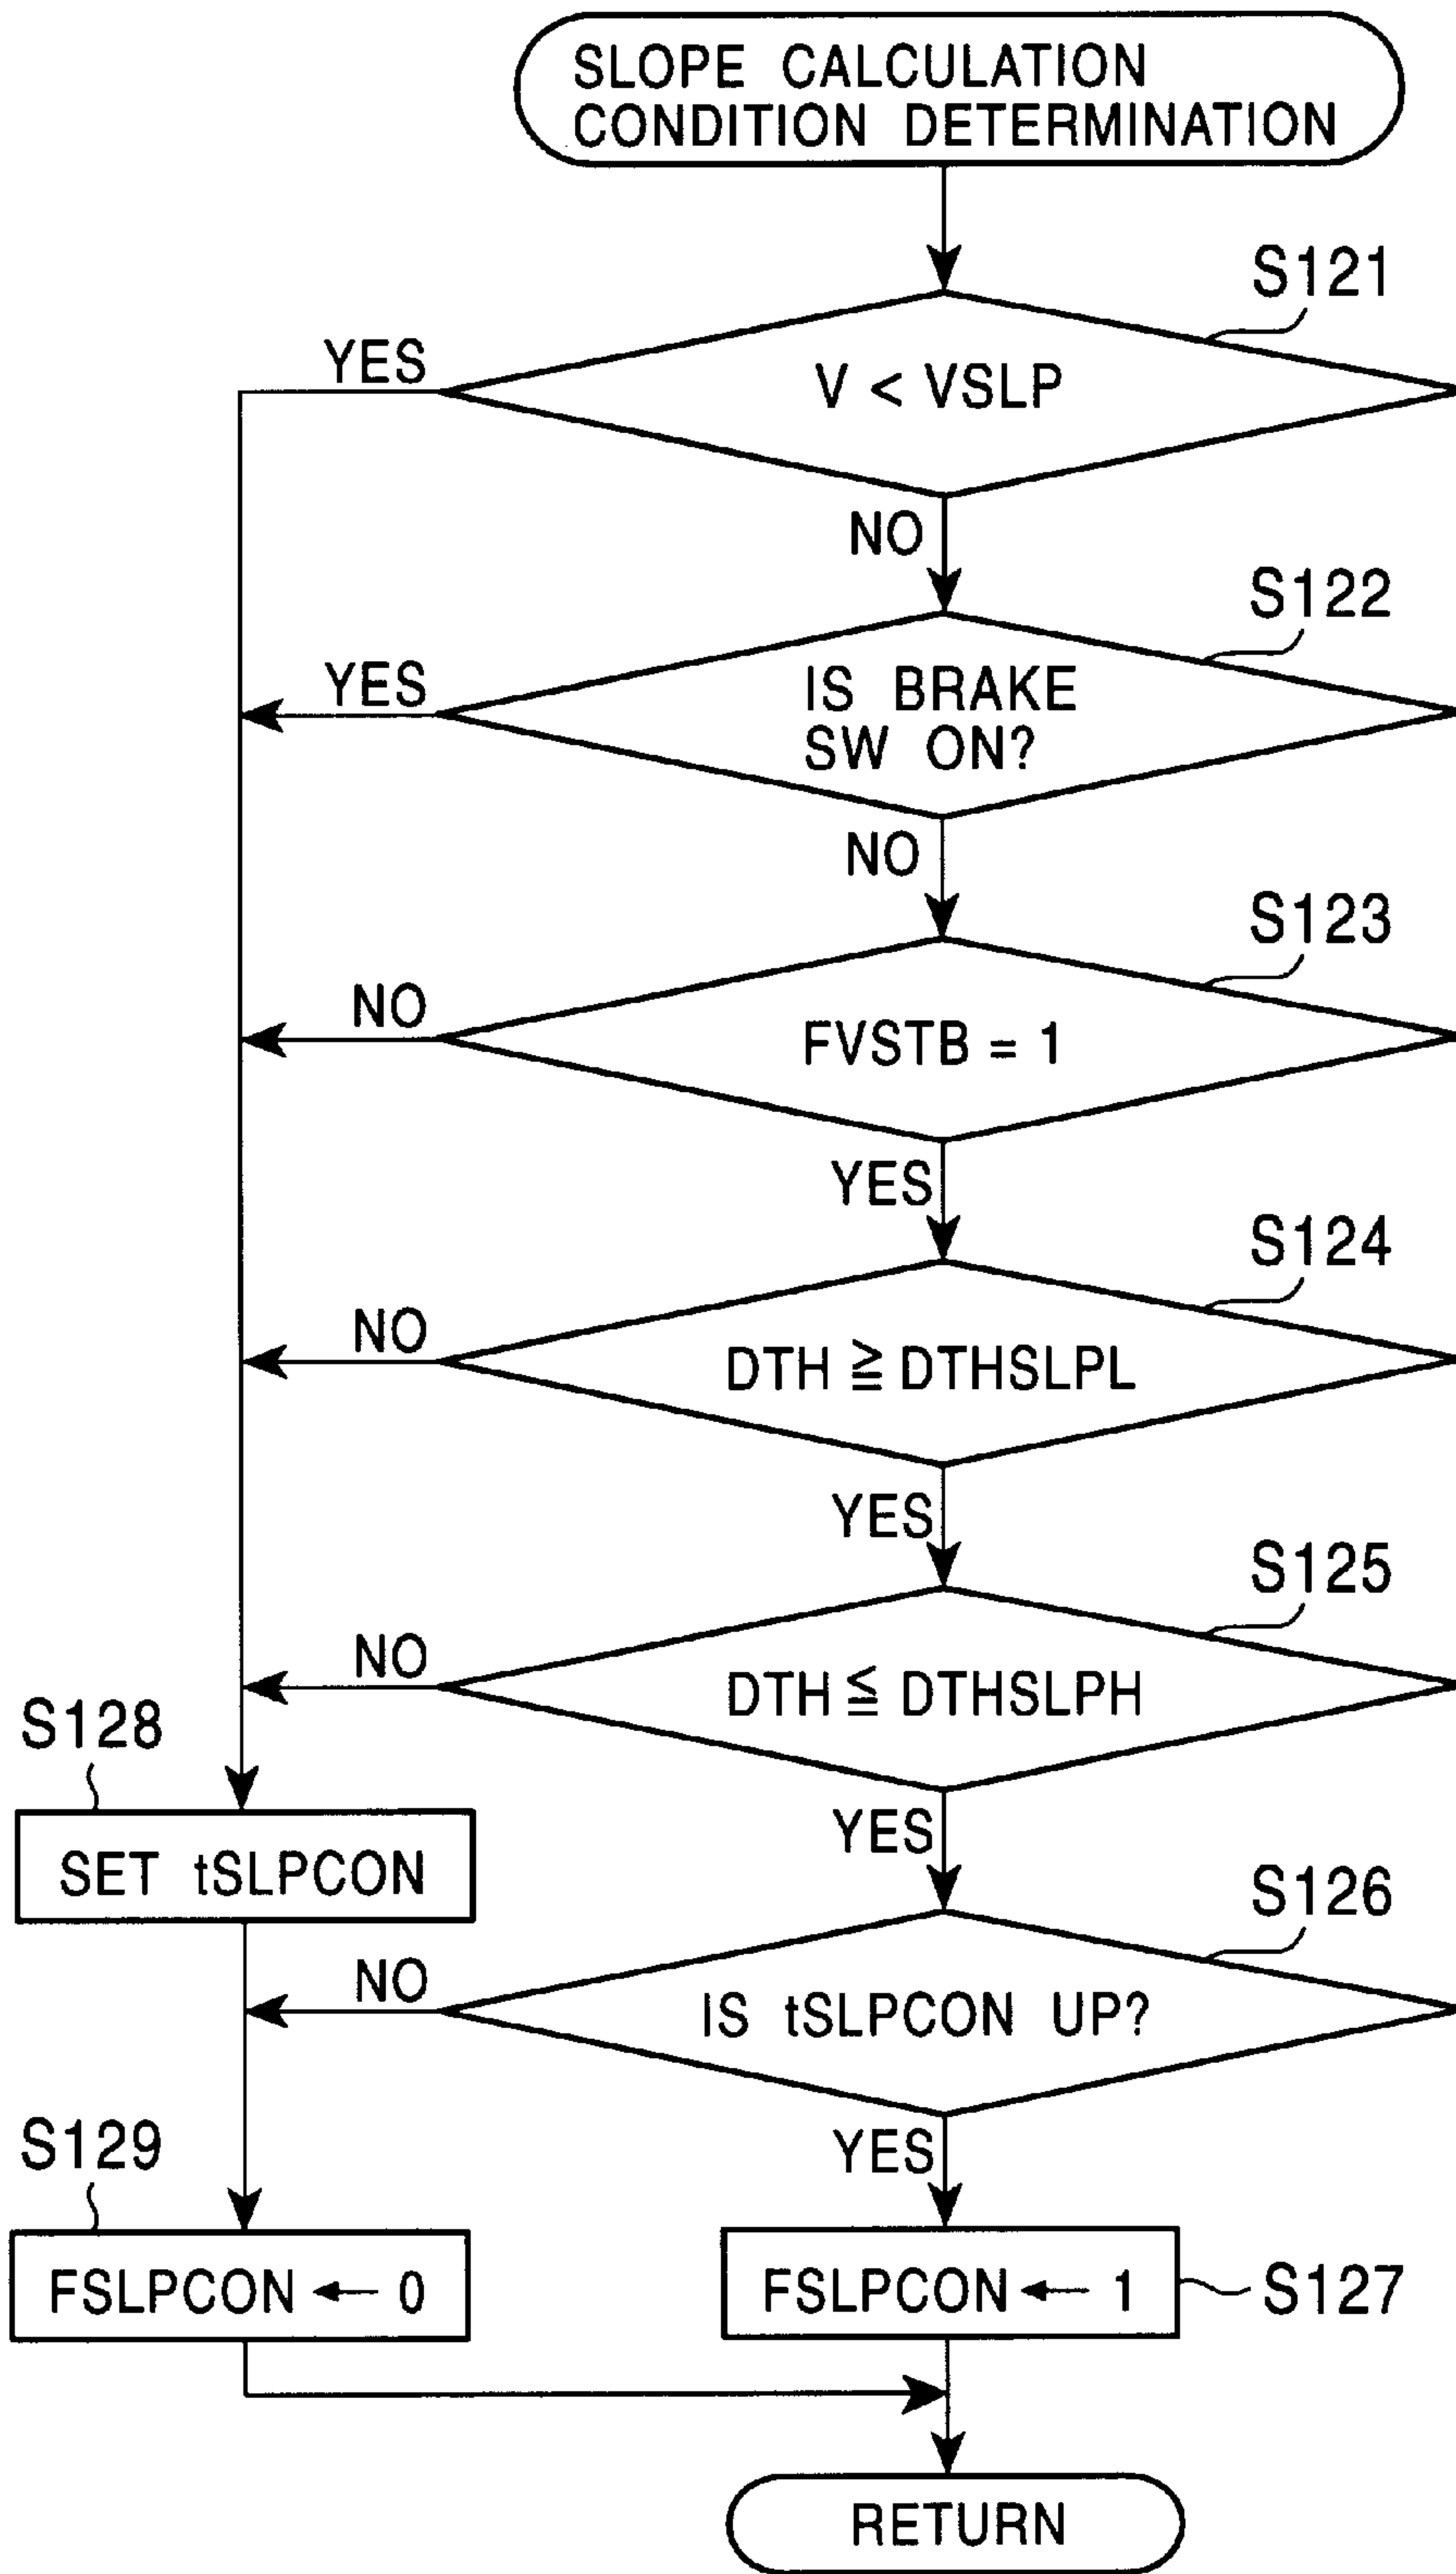 SLOPE CALCULATION
CONDITION DETERMINATION
S121
YES
V < VSLP
NO
S122
YES
IS BRAKE
SW ON?
NO
S123
NO
FVSTB = 1
YES
S124
NO
DTH ≧ DTHSLPL
YES
S125
NO
DTH ≦ DTHSLPH
S128
YES
SET tSLPCON
S126
NO
IS tSLPCON UP?
S129
YES
FSLPCON ← 0
FSLPCON ← 1
S127
RETURN